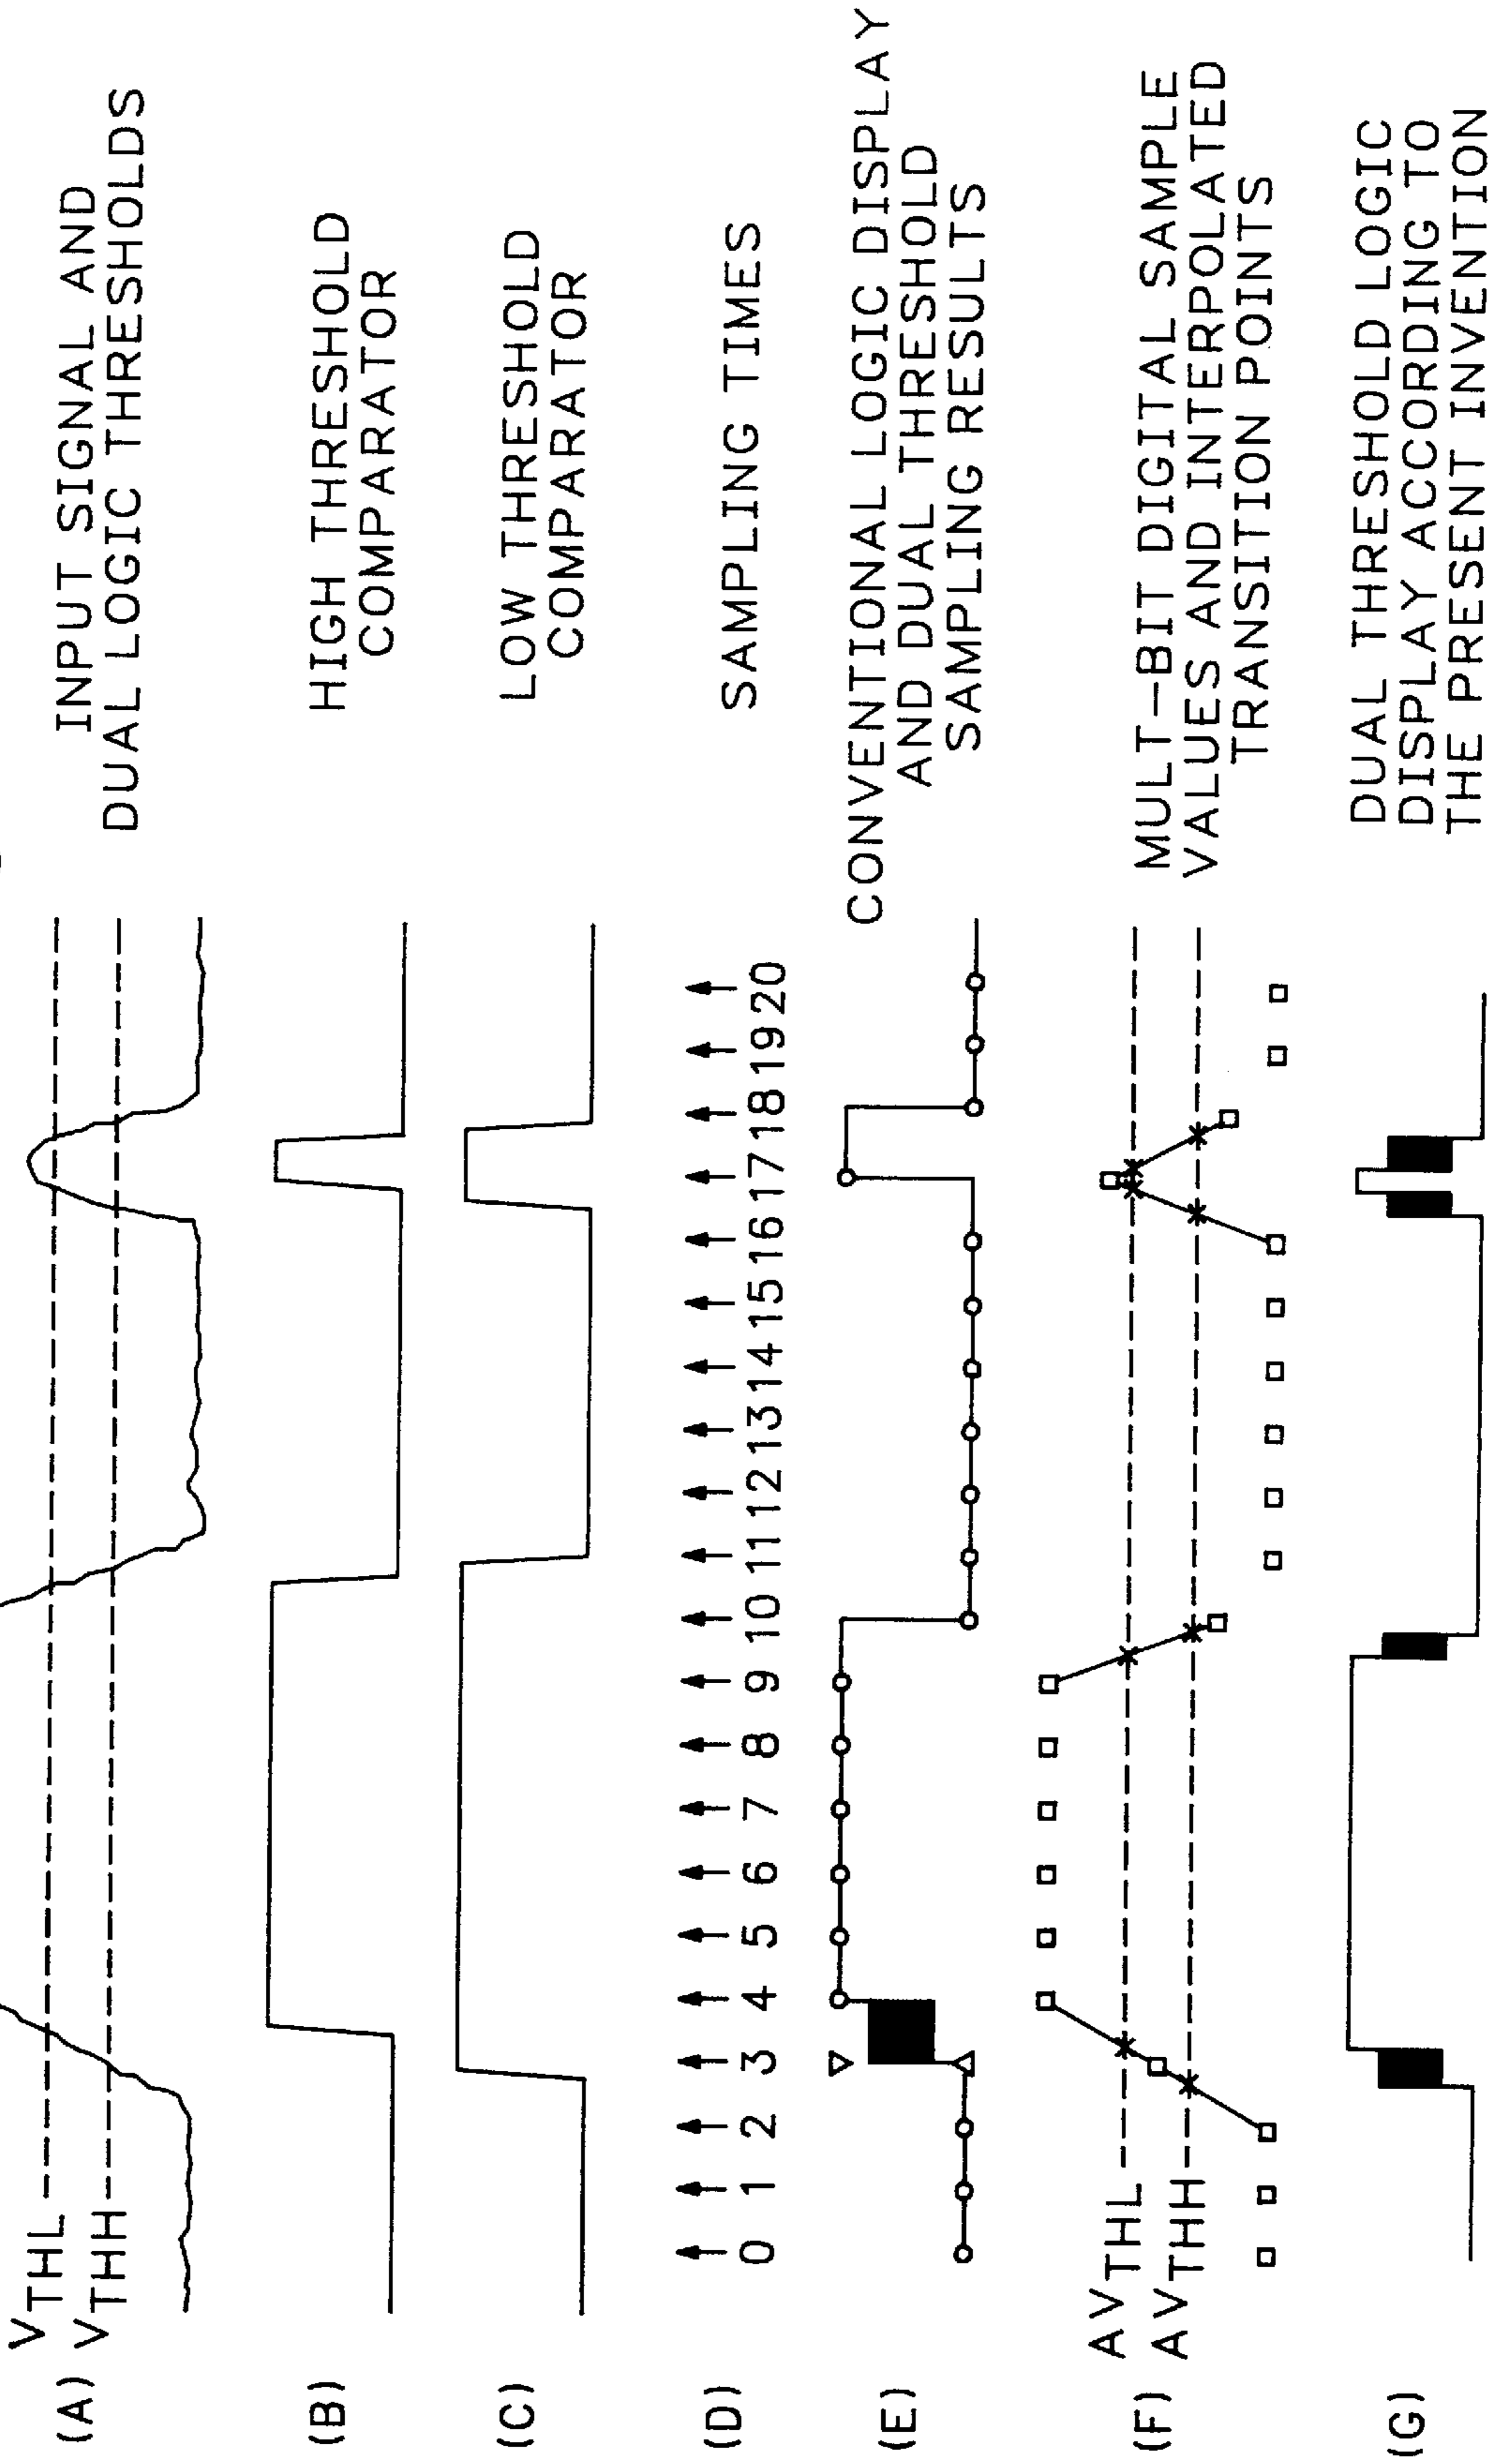 (A)
V THL
V THH
INPUT SIGNAL AND
DUAL LOGIC THRESHOLDS
(B)
HIGH THRESHOLD
COMPARATOR
(C)
LOW THRESHOLD
COMPARATOR
(D)
0 1 2 3 4 5 6 7 8 9 10 11 12 13 14 15 16 17 18 19 20
SAMPLING TIMES
(E)
CONVENTIONAL LOGIC DISPLAY
AND DUAL THRESHOLD
SAMPLING RESULTS
(F)
AV THL
AV THH
MULT-BIT DIGITAL SAMPLE
VALUES AND INTERPOLATED
TRANSITION POINTS
(G)
DUAL THRESHOLD LOGIC
DISPLAY ACCORDING TO
THE PRESENT INVENTION